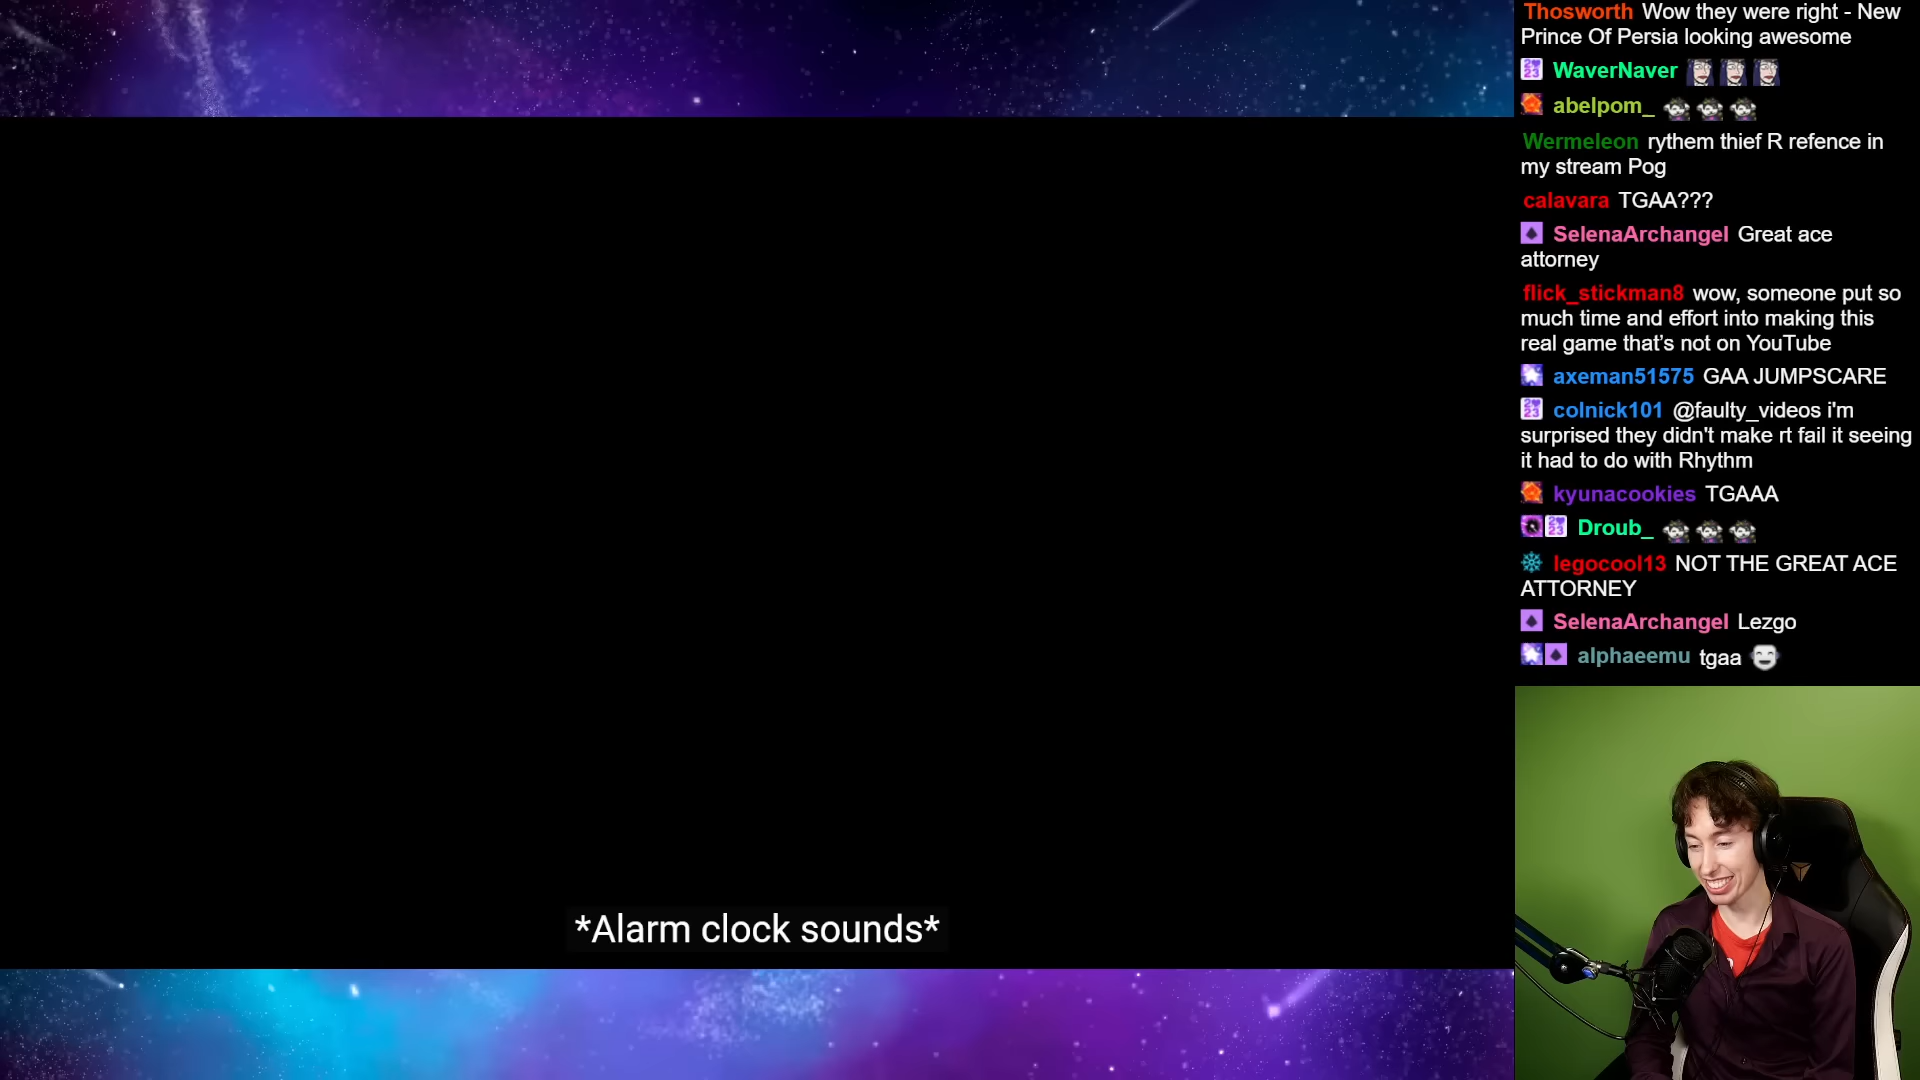 Thosworth Wow they were right - New
Prince Of Persia looking awesome
WaverNaver
abelpom_
Wermeleon rythem thief R refence in
my stream Pog
calavara TGAA???
SelenaArchangel Great ace
attorney
flick_stickman8 wow, someone put so
much time and effort into making this
real game that's not on YouTube
axeman51575 GAA JUMPSCARE
colnick101 @faulty_videos i'm
surprised they didn't make rt fail it seeing
it had to do with Rhythm
kyunacookies TGAAA
Droub_
legocool13 NOT THE GREAT ACE
ATTORNEY
SelenaArchangel Lezgo
alphaeemu tgaa
*Alarm clock sounds*